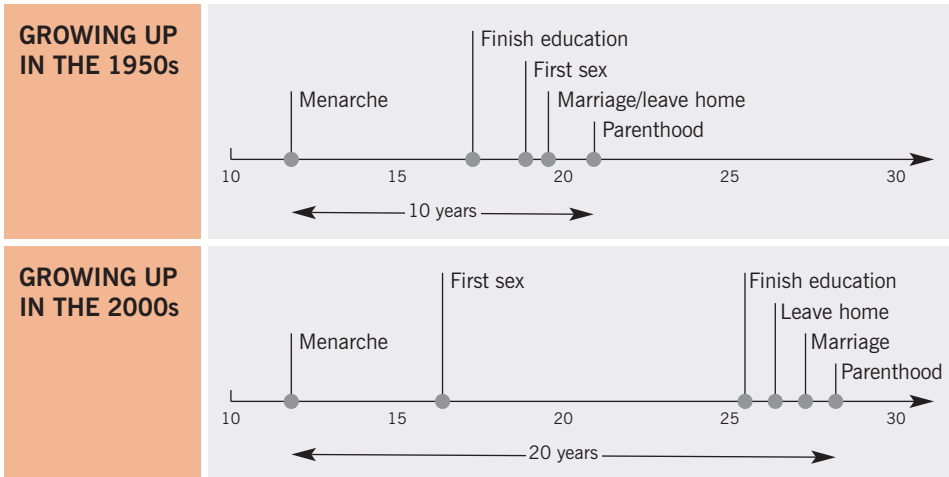 GROWING UP
IN THE 1950s
Finish education
First sex
Menarche
Marriage/leave home
Parenthood
10 15 20 25 30
10 years
GROWING UP
IN THE 2000s
First sex
Finish education
Leave home
Menarche
Marriage
Parenthood
10 15 20 25 30
20 years